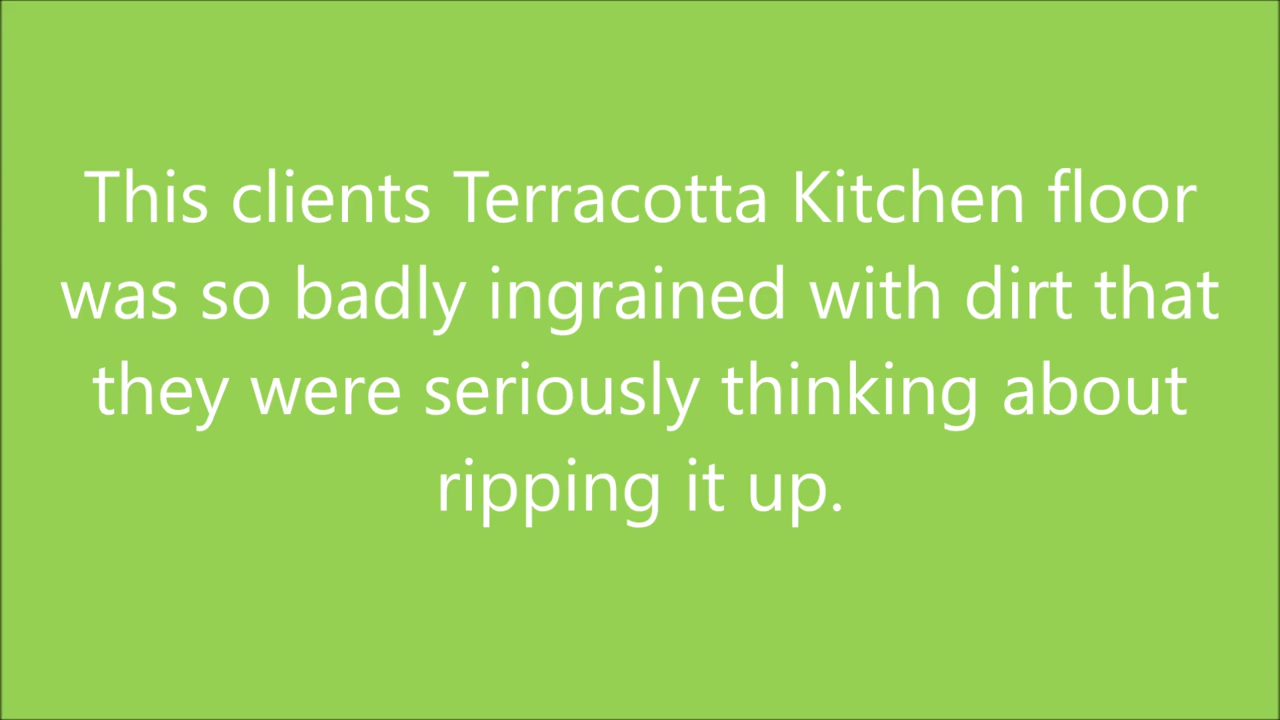 This clients Terracotta Kitchen floor
was so badly ingrained with dirt that
they were seriously thinking about
ripping it up.